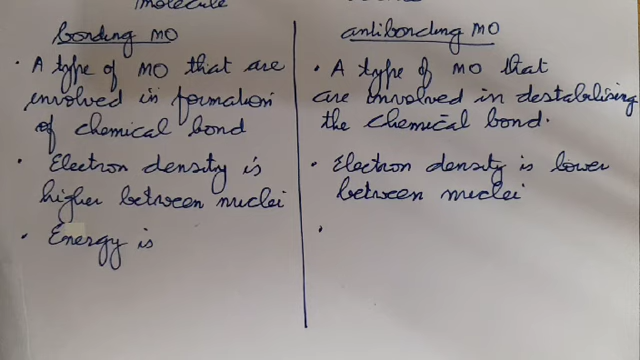 molecule
bonding MO
· A type of MO that are
involved in formation
of chemical bond
· Electron density is
higher between nuclei
· Energy is
antibonding MO
· A type of MO that
are involved in destabilising
the chemical bond.
· Electron density is lower
between nuclei
·